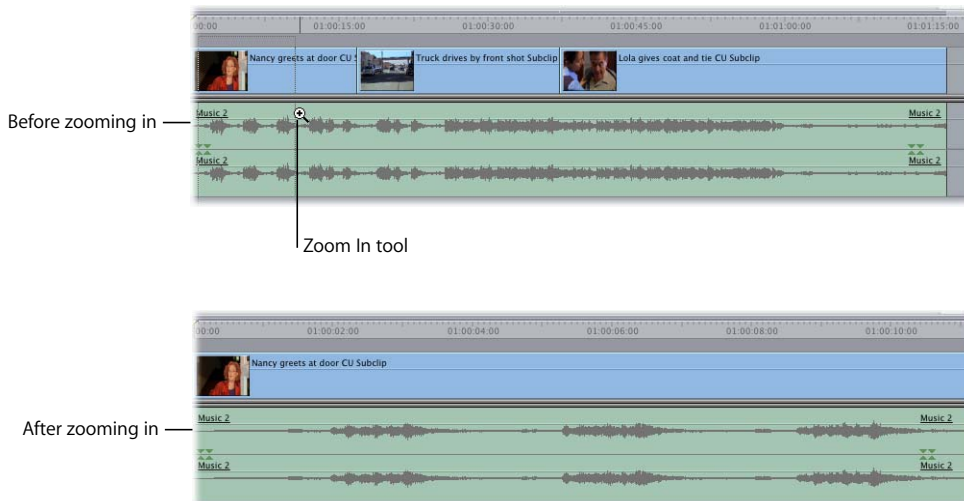 00:00 01:00:15:00 01:00:30:00 01:00:45:00 01:01:00:00 01:01:15:00
Nancy greets at door CU S Truck drives by front shot Subclip Lola gives coat and tie CU Subclip
Before zooming in
Music 2 Music 2
Music 2 Music 2
Zoom In tool
00:00 01:00:02:00 01:00:04:00 01:00:06:00 01:00:08:00 01:00:10:00
Nancy greets at door CU Subclip
After zooming in
Music 2 Music 2
Music 2 Music 2